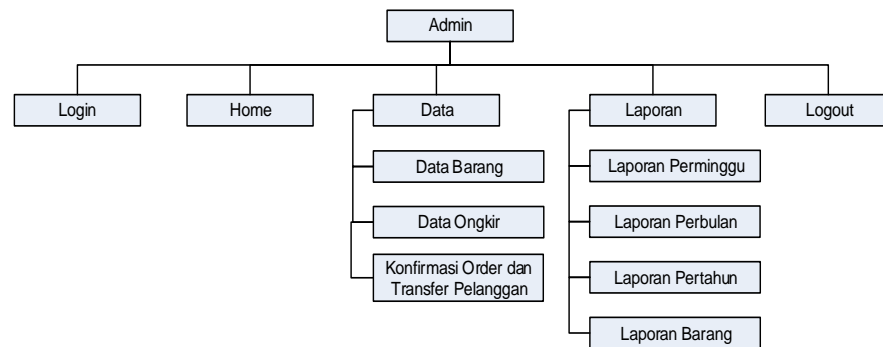 Admin
Login
Home
Data
Laporan
Logout
Data Barang
Data Ongkir
Konfirmasi Order dan
Transfer Pelanggan
Laporan Perminggu
Laporan Perbulan
Laporan Pertahun
Laporan Barang